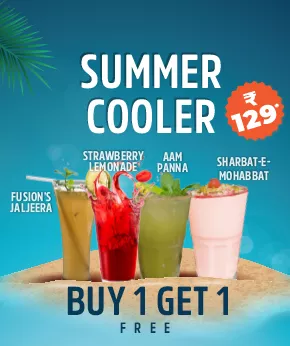 SUMMER
COOLER
₹
129*
STRAWBERRY
LEMONADE
AAM
PANNA
SHARBAT-E-
MOHABBAT
FUSION'S
JALJEERA
BUY 1 GET 1
FREE